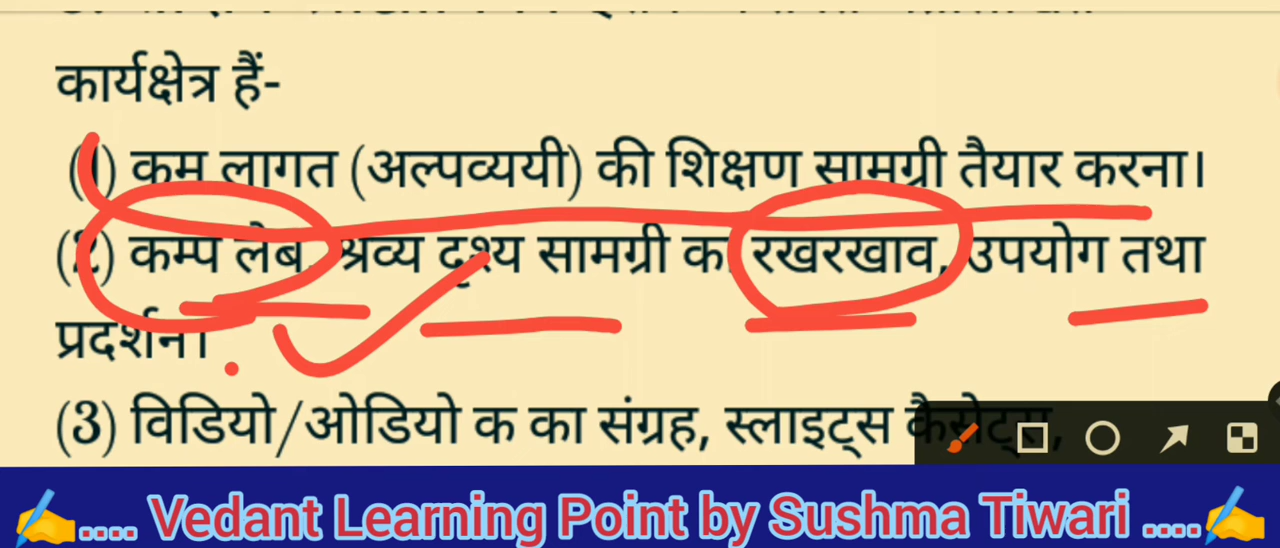 कार्यक्षेत्र हैं-
(1) कम लागत (अल्पव्ययी) की शिक्षण सामग्री तैयार करना।
(2) कम्प लेब श्रव्य दृश्य सामग्री का रखरखाव, उपयोग तथा
प्रदर्शन।
(3) विडियो/ओडियो क का संग्रह, स्लाइट्स कैसेट्स,
.... Vedant Learning Point by Sushma Tiwari ....